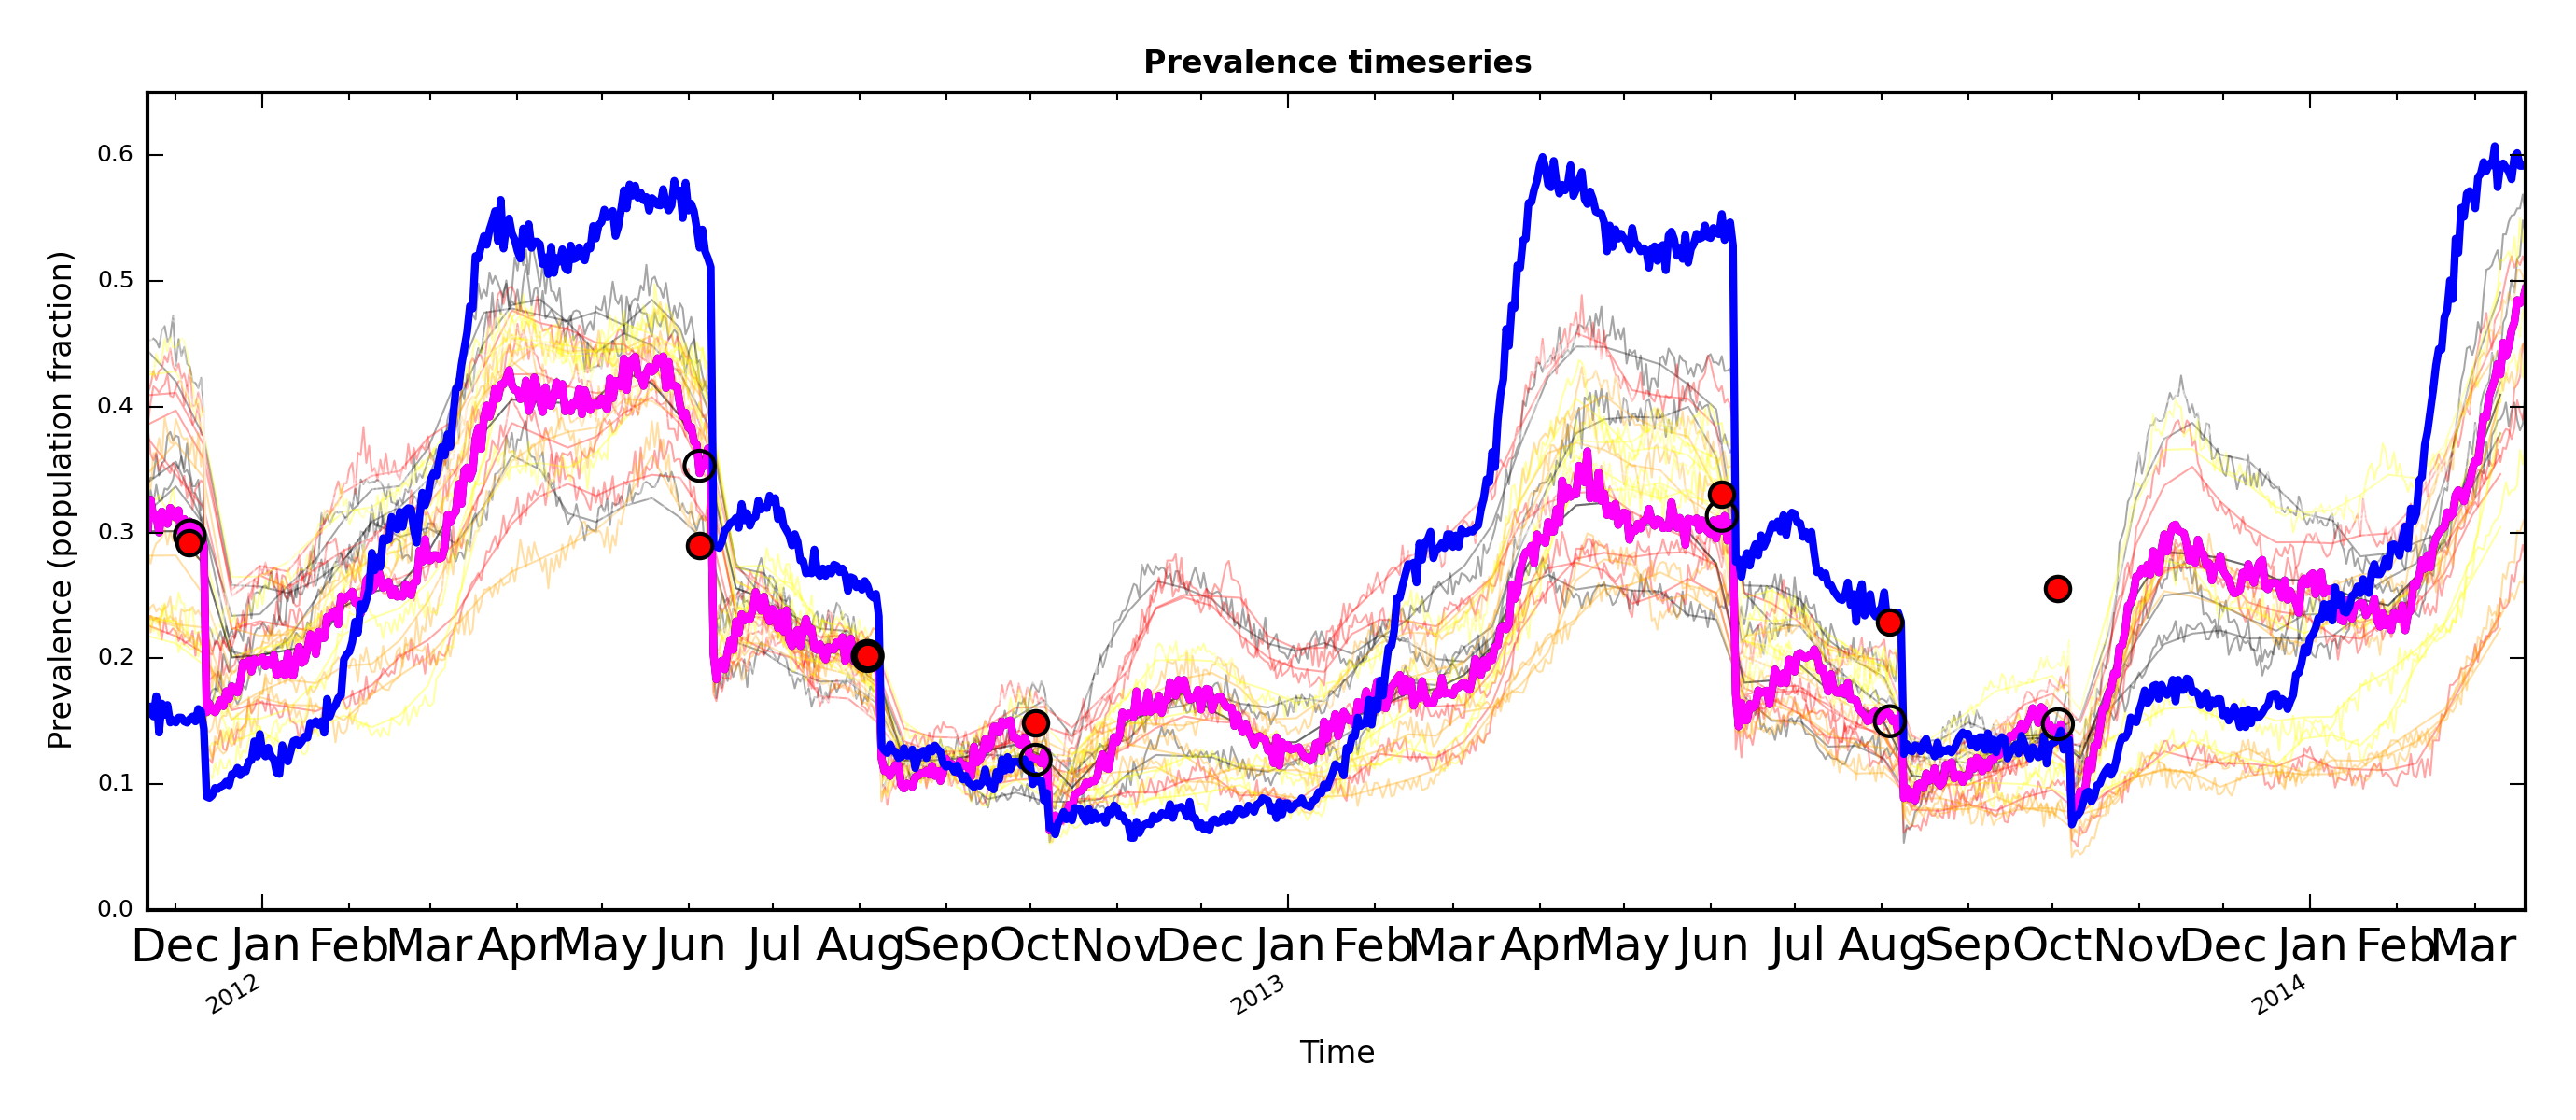 Prevalence timeseries
Prevalence (population fraction)
0.6
0.5
0.4
0.3
0.2
0.1
0.0
Dec Jan Feb Mar Apr May Jun Jul Aug Sep Oct Nov Dec Jan Feb Mar Apr May Jun Jul Aug Sep Oct Nov Dec Jan Feb Mar
2012 2013 2014
Time